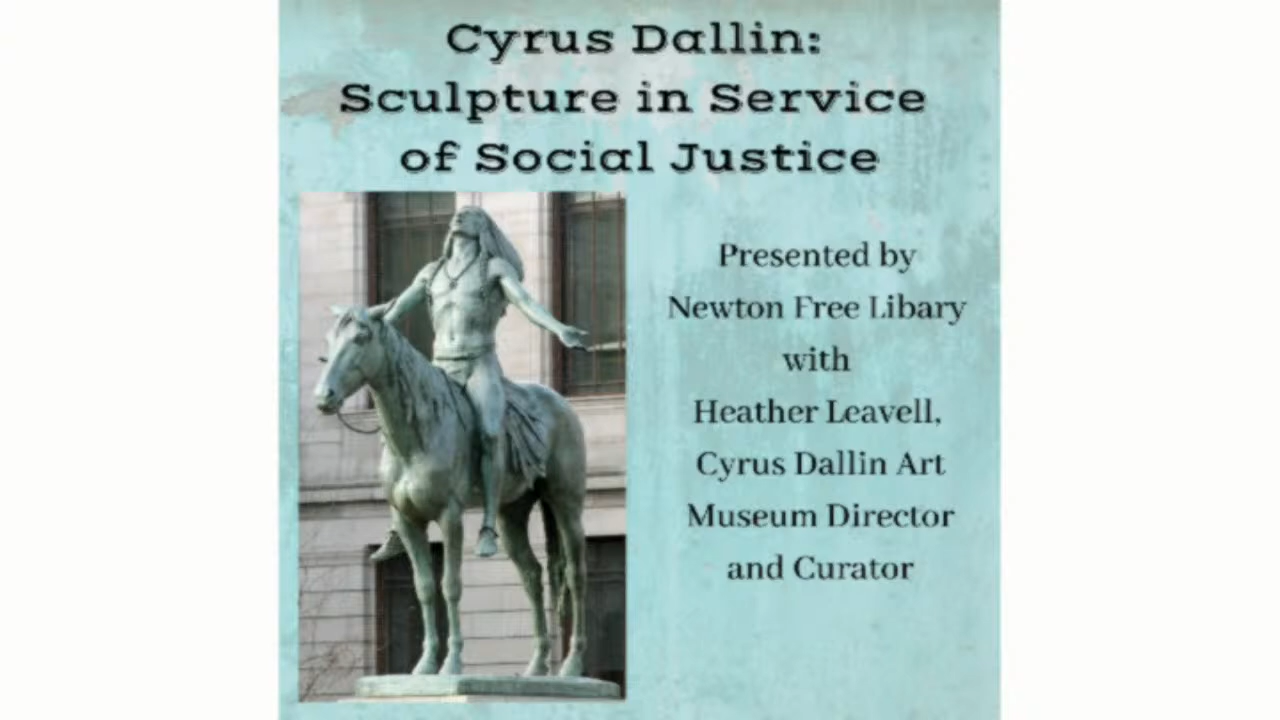 Cyrus Dallin:
Sculpture in Service
of Social Justice
Presented by
Newton Free Libary
with
Heather Leavell,
Cyrus Dallin Art
Museum Director
and Curator